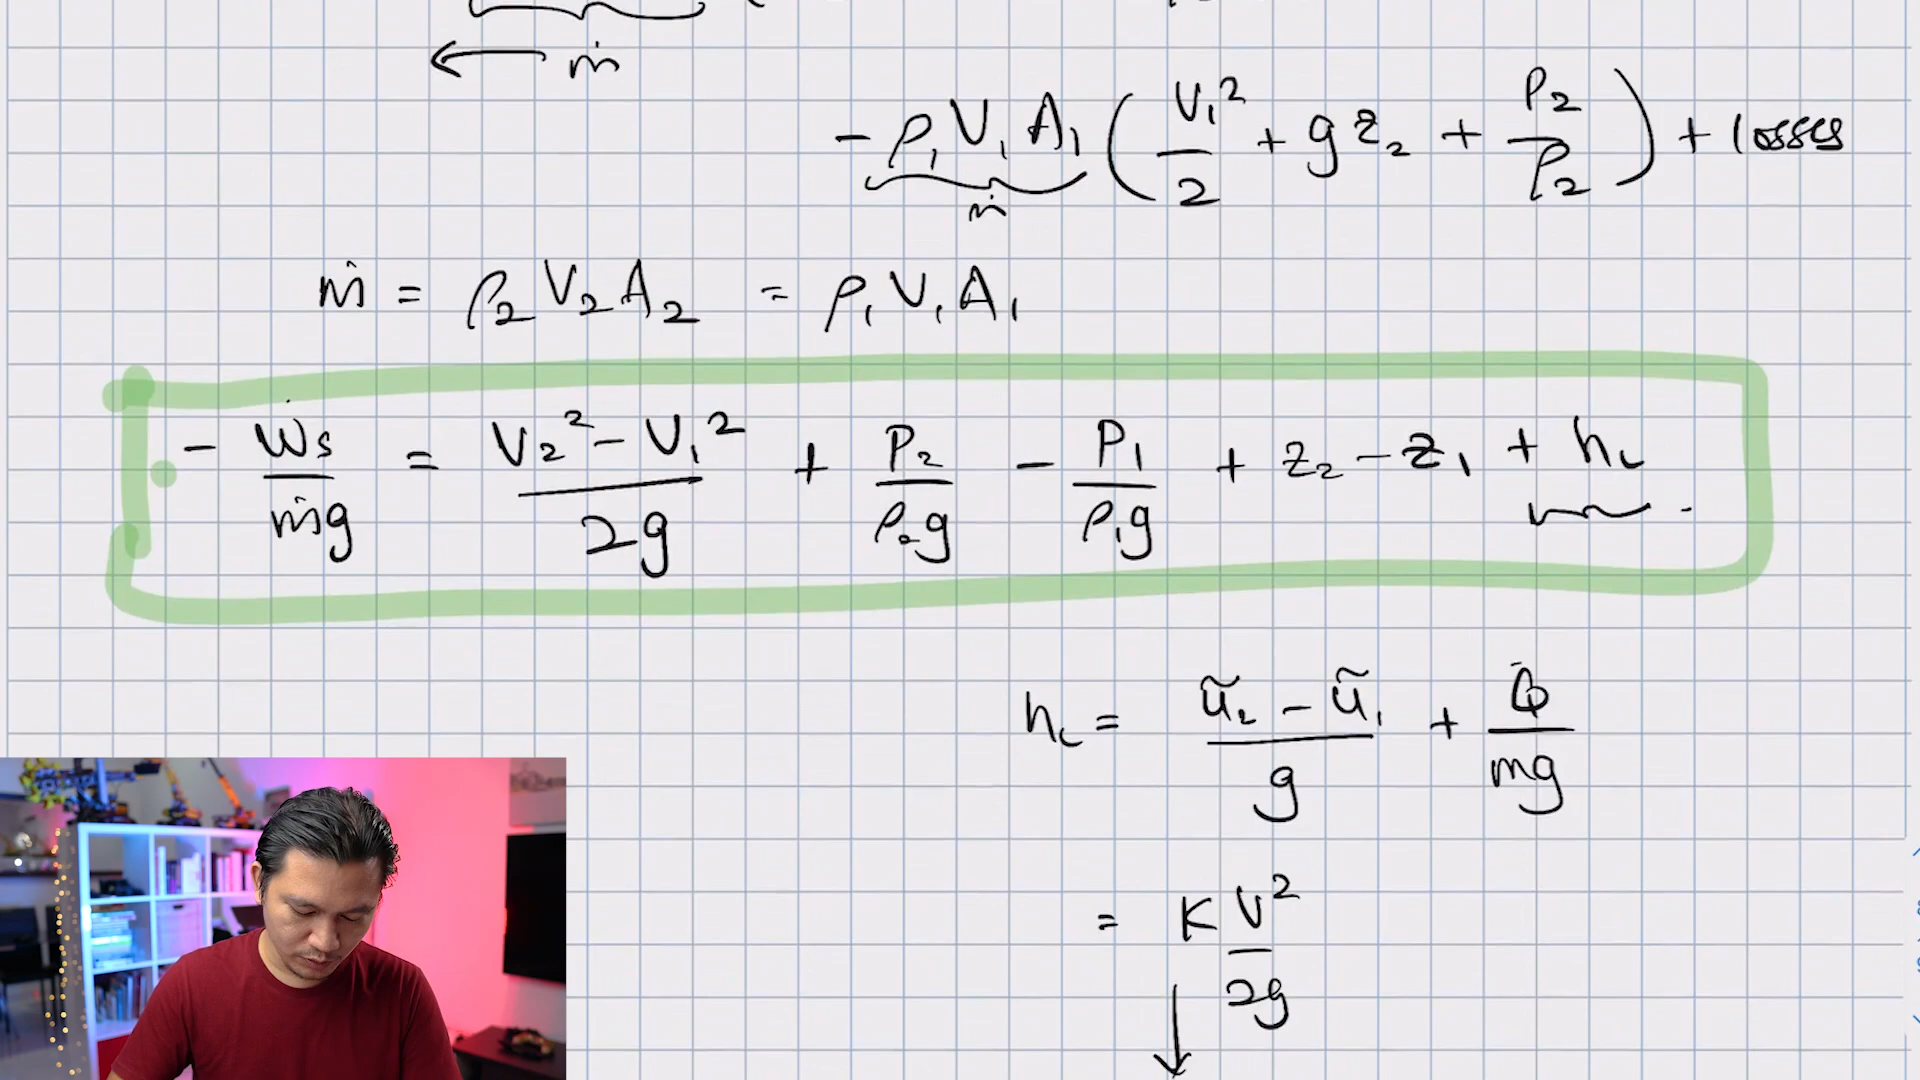 ṁ
- ρ₁V₁A₁ ( V₁²/2 + gz₂ + P₂/ρ₂ ) + losses
ṁ
ṁ = ρ₂V₂A₂ = ρ₁V₁A₁
- Ẇs/ṁg = (V₂² - V₁²)/2g + P₂/ρ₂g - P₁/ρ₁g + z₂ - z₁ + hL
hL = (ũ₂ - ũ₁)/g + Q̇/mg
= K V²/2g